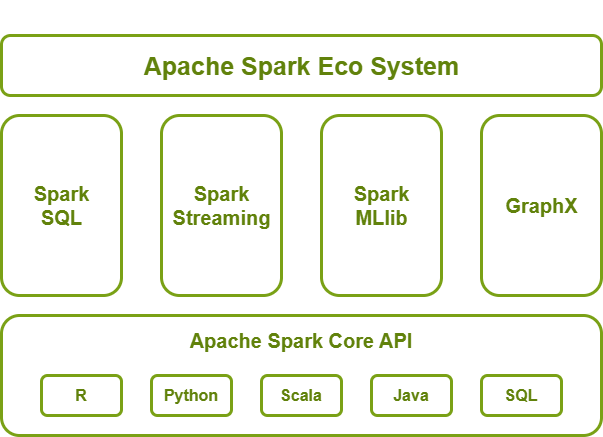 Apache Spark Eco System
Spark
SQL
Spark
Streaming
Spark
MLlib
GraphX
Apache Spark Core API
R
Python
Scala
Java
SQL